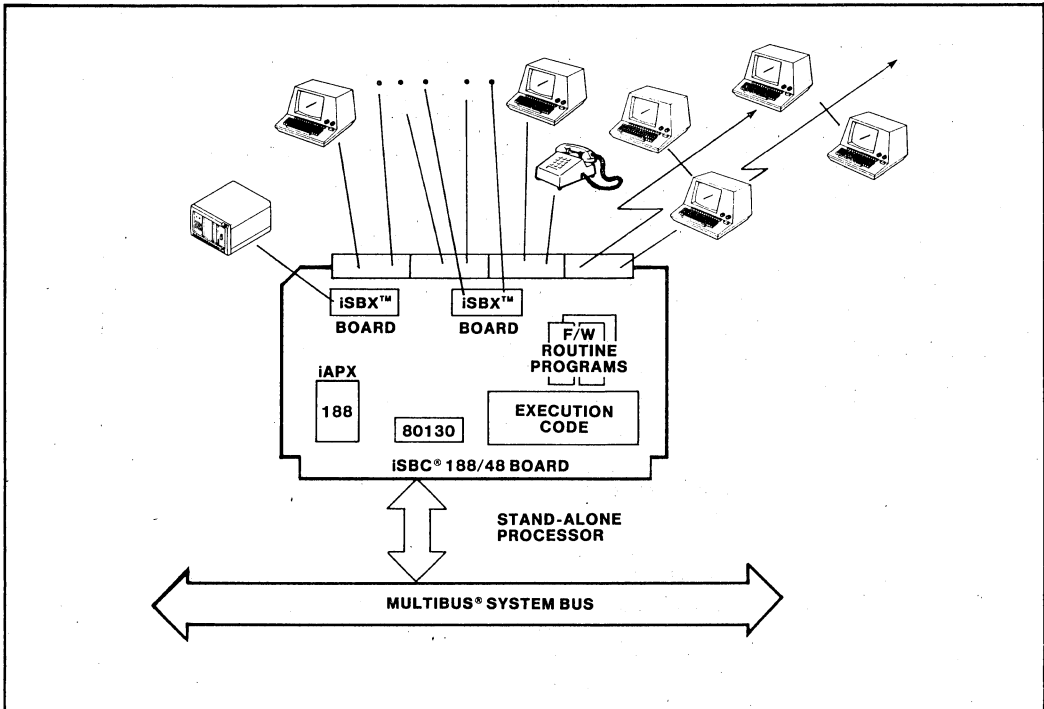 iSBX™
BOARD
iSBX™
BOARD
F/W
ROUTINE
PROGRAMS
iAPX
188
80130
EXECUTION
CODE
iSBC® 188/48 BOARD
STAND-ALONE
PROCESSOR
MULTIBUS® SYSTEM BUS